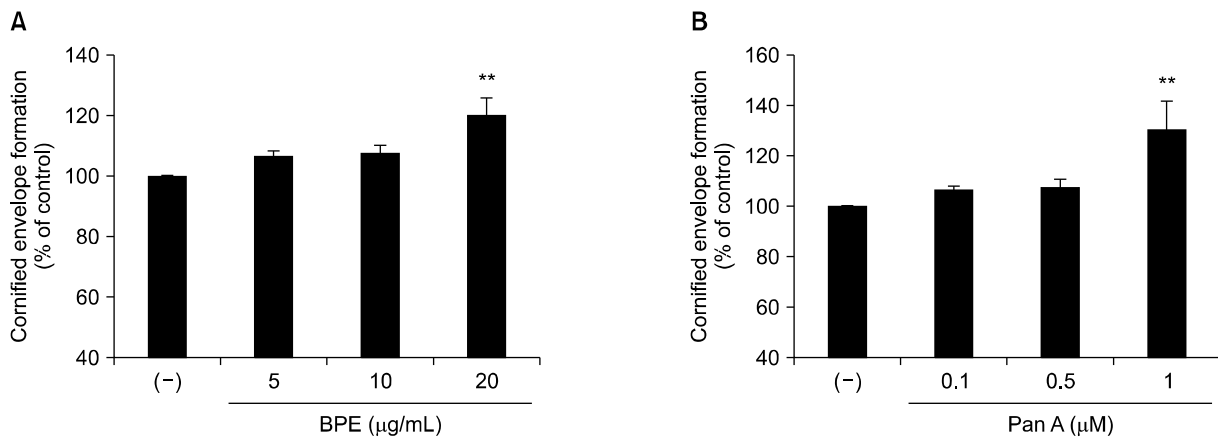 A
Cornified envelope formation
(% of control)
140
120
100
80
60
40
**
(−)
5
10
20
BPE (μg/mL)
B
Cornified envelope formation
(% of control)
160
140
120
100
80
60
40
**
(−)
0.1
0.5
1
Pan A (μM)